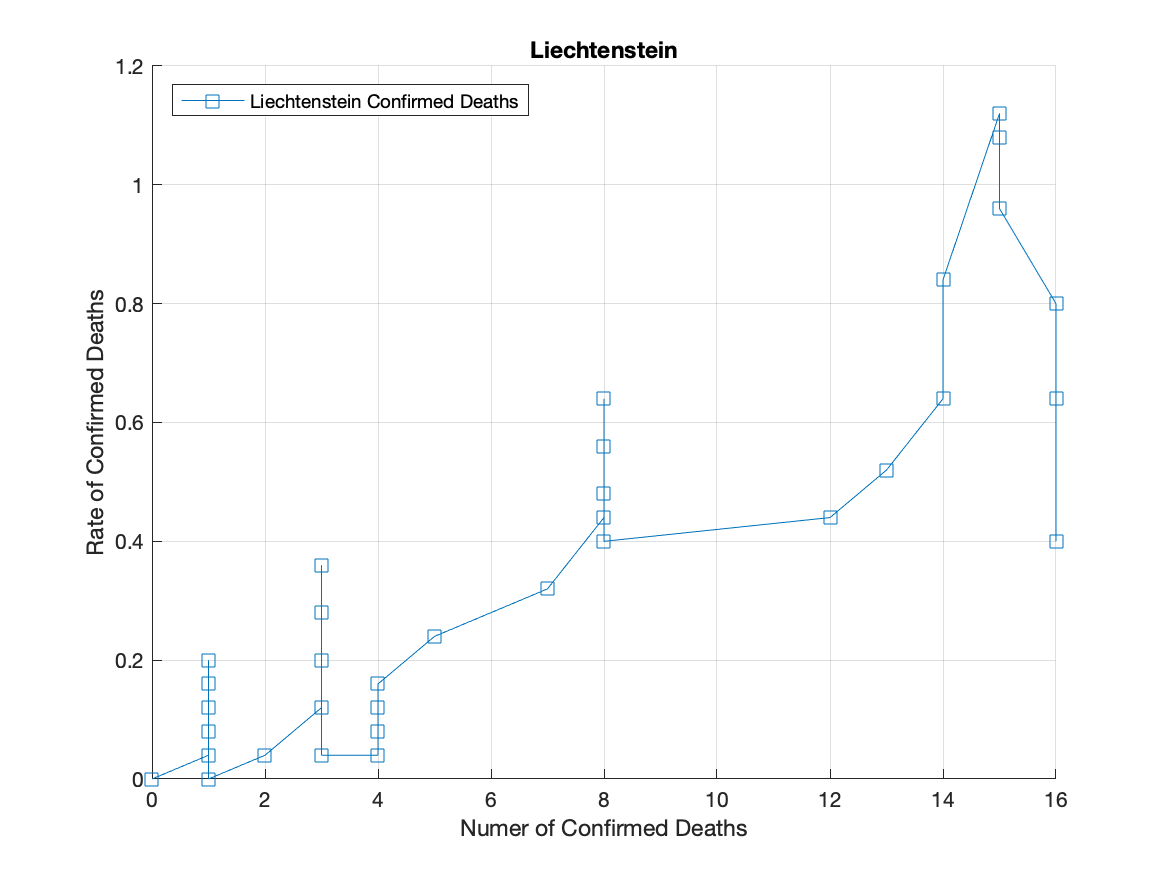 Liechtenstein
Liechtenstein Confirmed Deaths
1.2
1
0.8
0.6
0.4
0.2
0
Rate of Confirmed Deaths
0 2 4 6 8 10 12 14 16
Numer of Confirmed Deaths